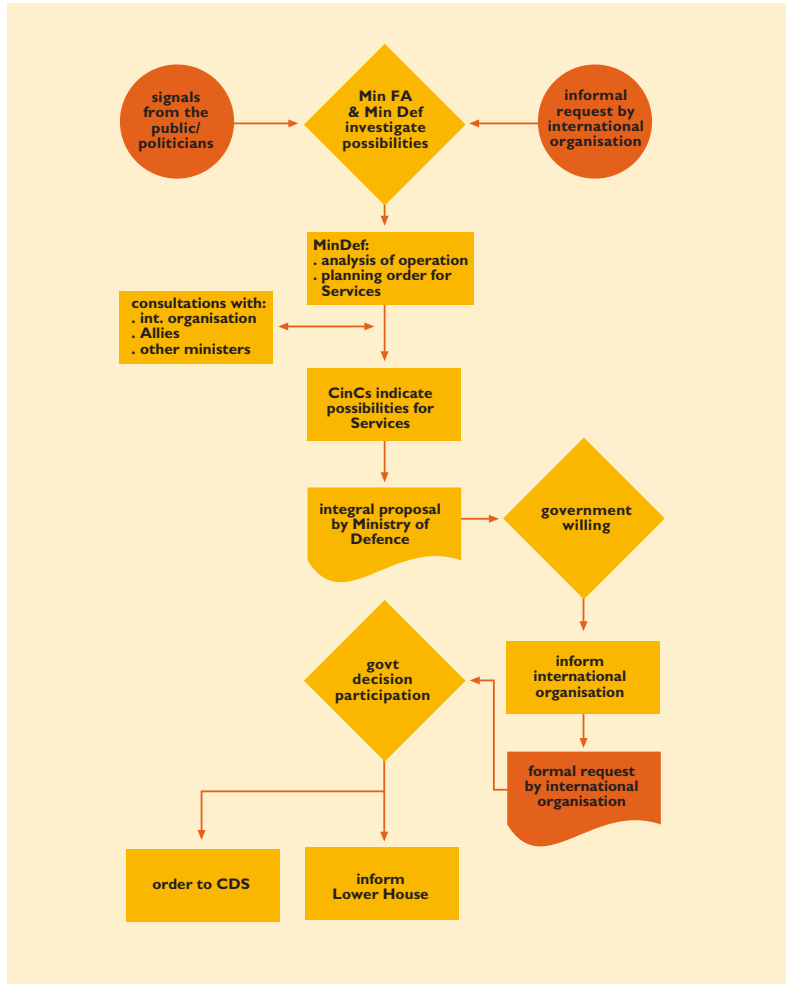 signals
from the
public/
politicians
Min FA
& Min Def
investigate
possibilities
informal
request by
international
organisation
MinDef:
. analysis of operation
. planning order for
Services
consultations with:
. int. organisation
. Allies
. other ministers
CinCs indicate
possibilities for
Services
integral proposal
by Ministry of
Defence
government
willing
inform
international
organisation
formal request
by international
organisation
govt
decision
participation
order to CDS
inform
Lower House